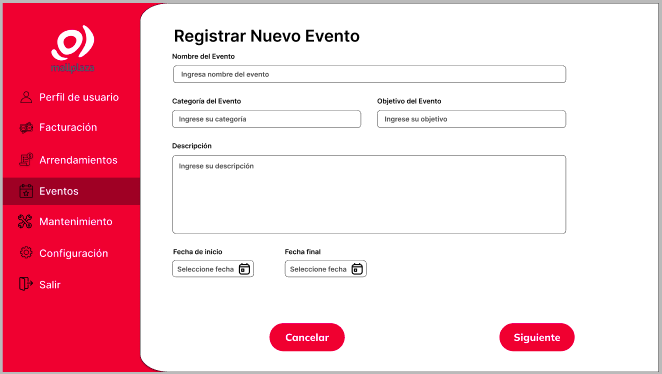 Perfil de usuario
Facturación
Arrendamientos
Eventos
Mantenimiento
Configuración
Salir
Registrar Nuevo Evento
Nombre del Evento
Ingresa nombre del evento
Categoría del Evento
Objetivo del Evento
Ingrese su categoría
Ingrese su objetivo
Descripción
Ingrese su descripción
Fecha de inicio
Fecha final
Seleccione fecha
Seleccione fecha
Cancelar
Siguiente